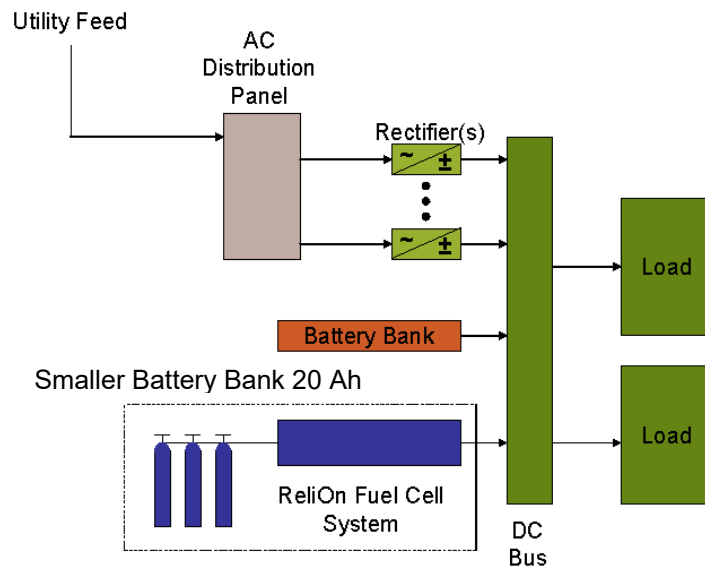 Utility Feed
AC
Distribution
Panel
Rectifier(s)
~ ±
~ ±
Load
Battery Bank
Smaller Battery Bank 20 Ah
Load
ReliOn Fuel Cell
System
DC
Bus